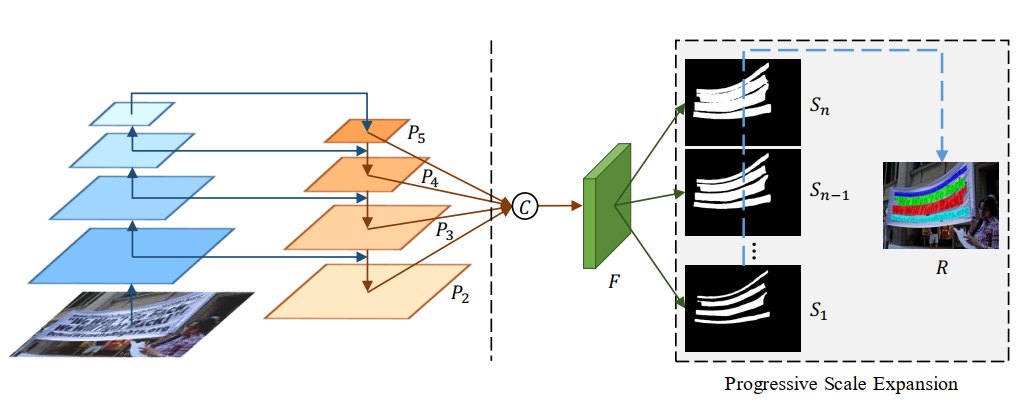 P₅
P₄
P₃
P₂
C
F
Sₙ
Sₙ₋₁
⋮
S₁
R
Progressive Scale Expansion